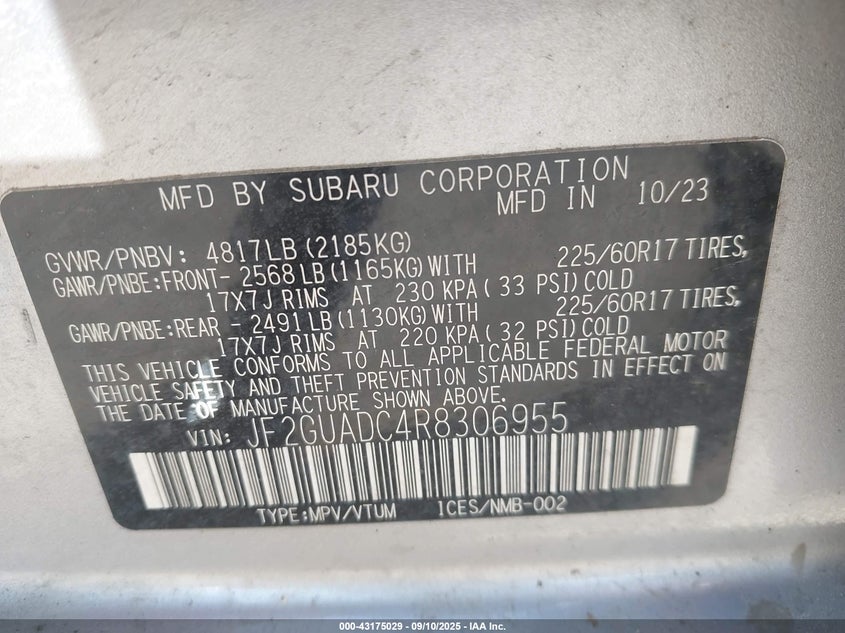 MFD BY SUBARU CORPORATION
MFD IN 10/23
GVWR/PNBV: 4817LB (2185KG)
GAWR/PNBE:FRONT- 2568 LB (1165KG) WITH 225/60R17 TIRES,
17X7J RIMS AT 230 KPA ( 33 PSI) COLD
GAWR/PNBE:REAR - 2491 LB (1130KG) WITH 225/60R17 TIRES,
17X7J RIMS AT 220 KPA ( 32 PSI) COLD
THIS VEHICLE CONFORMS TO ALL APPLICABLE FEDERAL MOTOR
VEHICLE SAFETY AND THEFT PREVENTION STANDARDS IN EFFECT ON
THE DATE OF MANUFACTURE SHOWN ABOVE.
VIN: JF2GUADC4R8306955
TYPE:MPV/VTUM 1CES/NMB-002
000-43175029 - 09/10/2025 - IAA Inc.